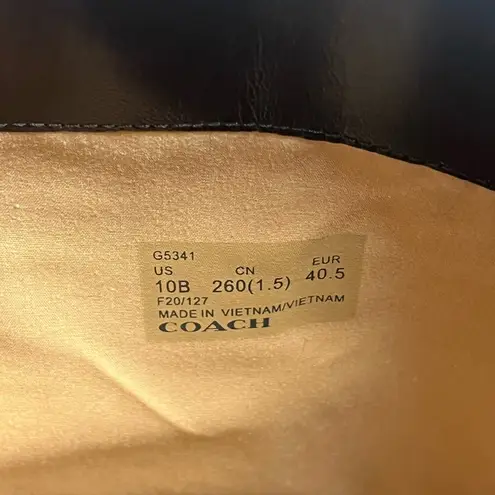 G5341
US CN EUR
10B 260(1.5) 40.5
F20/127
MADE IN VIETNAM/VIETNAM
COACH